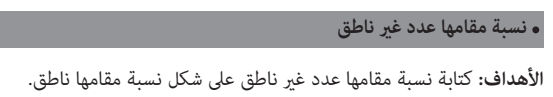 • نسبة مقامها عدد غير ناطق
الأهداف: كتابة نسبة مقامها عدد غير ناطق على شكل نسبة مقامها ناطق.